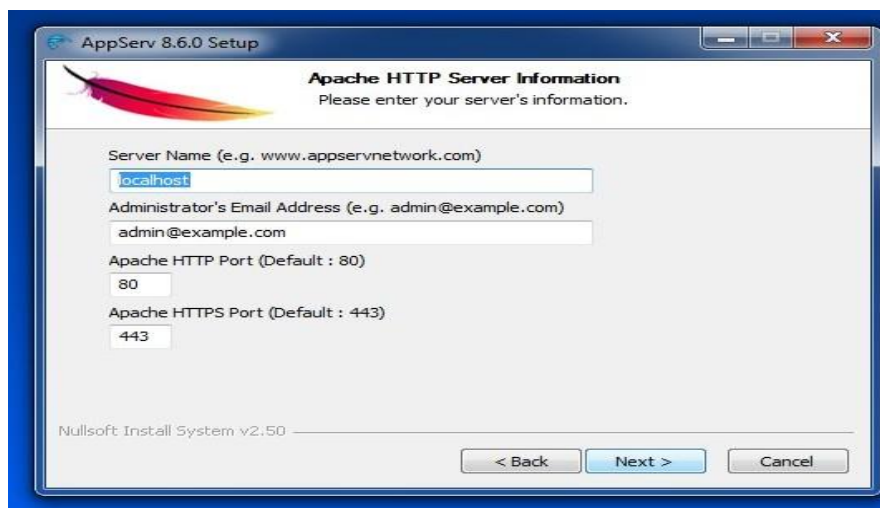 AppServ 8.6.0 Setup
Apache HTTP Server Information
Please enter your server's information.
Server Name (e.g. www.appservnetwork.com)
localhost
Administrator's Email Address (e.g. admin@example.com)
admin@example.com
Apache HTTP Port (Default : 80)
80
Apache HTTPS Port (Default : 443)
443
Nullsoft Install System v2.50
< Back Next > Cancel